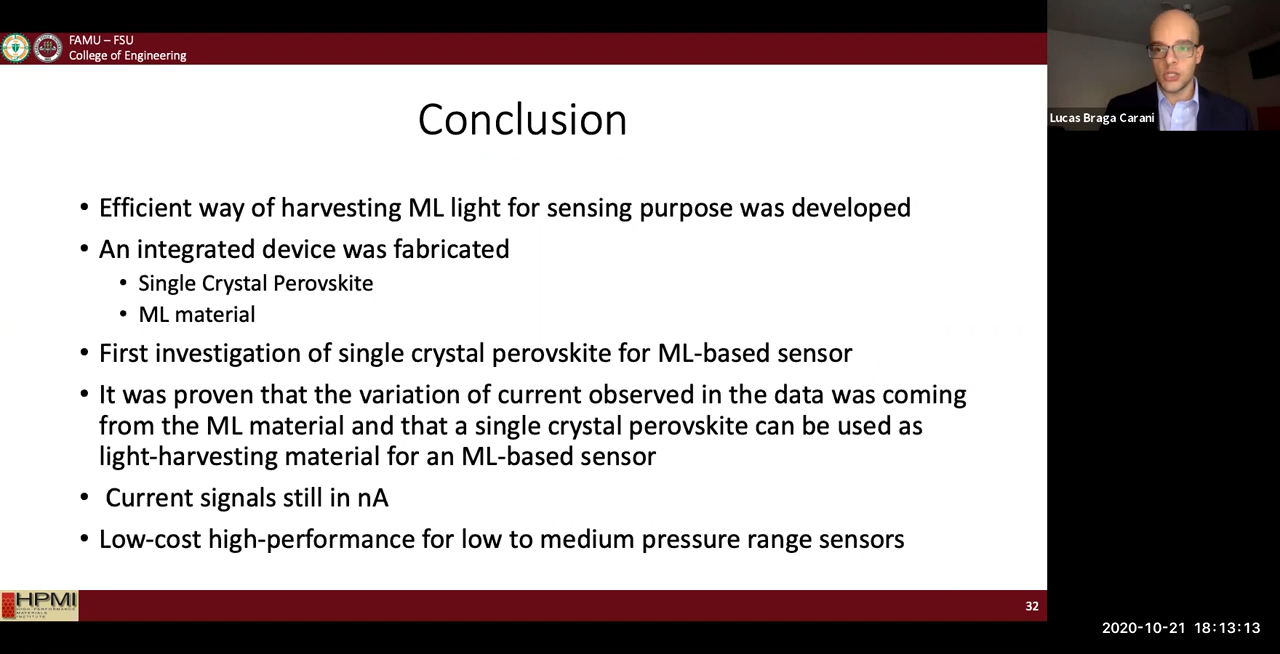 FAMU – FSU
College of Engineering
Conclusion
• Efficient way of harvesting ML light for sensing purpose was developed
• An integrated device was fabricated
• Single Crystal Perovskite
• ML material
• First investigation of single crystal perovskite for ML-based sensor
• It was proven that the variation of current observed in the data was coming
from the ML material and that a single crystal perovskite can be used as
light-harvesting material for an ML-based sensor
• Current signals still in nA
• Low-cost high-performance for low to medium pressure range sensors
HPMI
HIGH-PERFORMANCE
MATERIALS
INSTITUTE
32
Lucas Braga Carani
2020-10-21 18:13:13